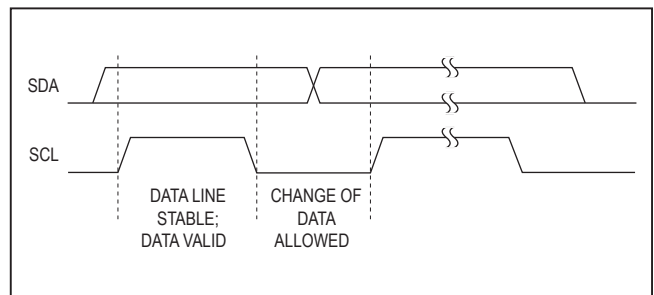 SDA
SCL
DATA LINE
STABLE;
DATA VALID
CHANGE OF
DATA
ALLOWED